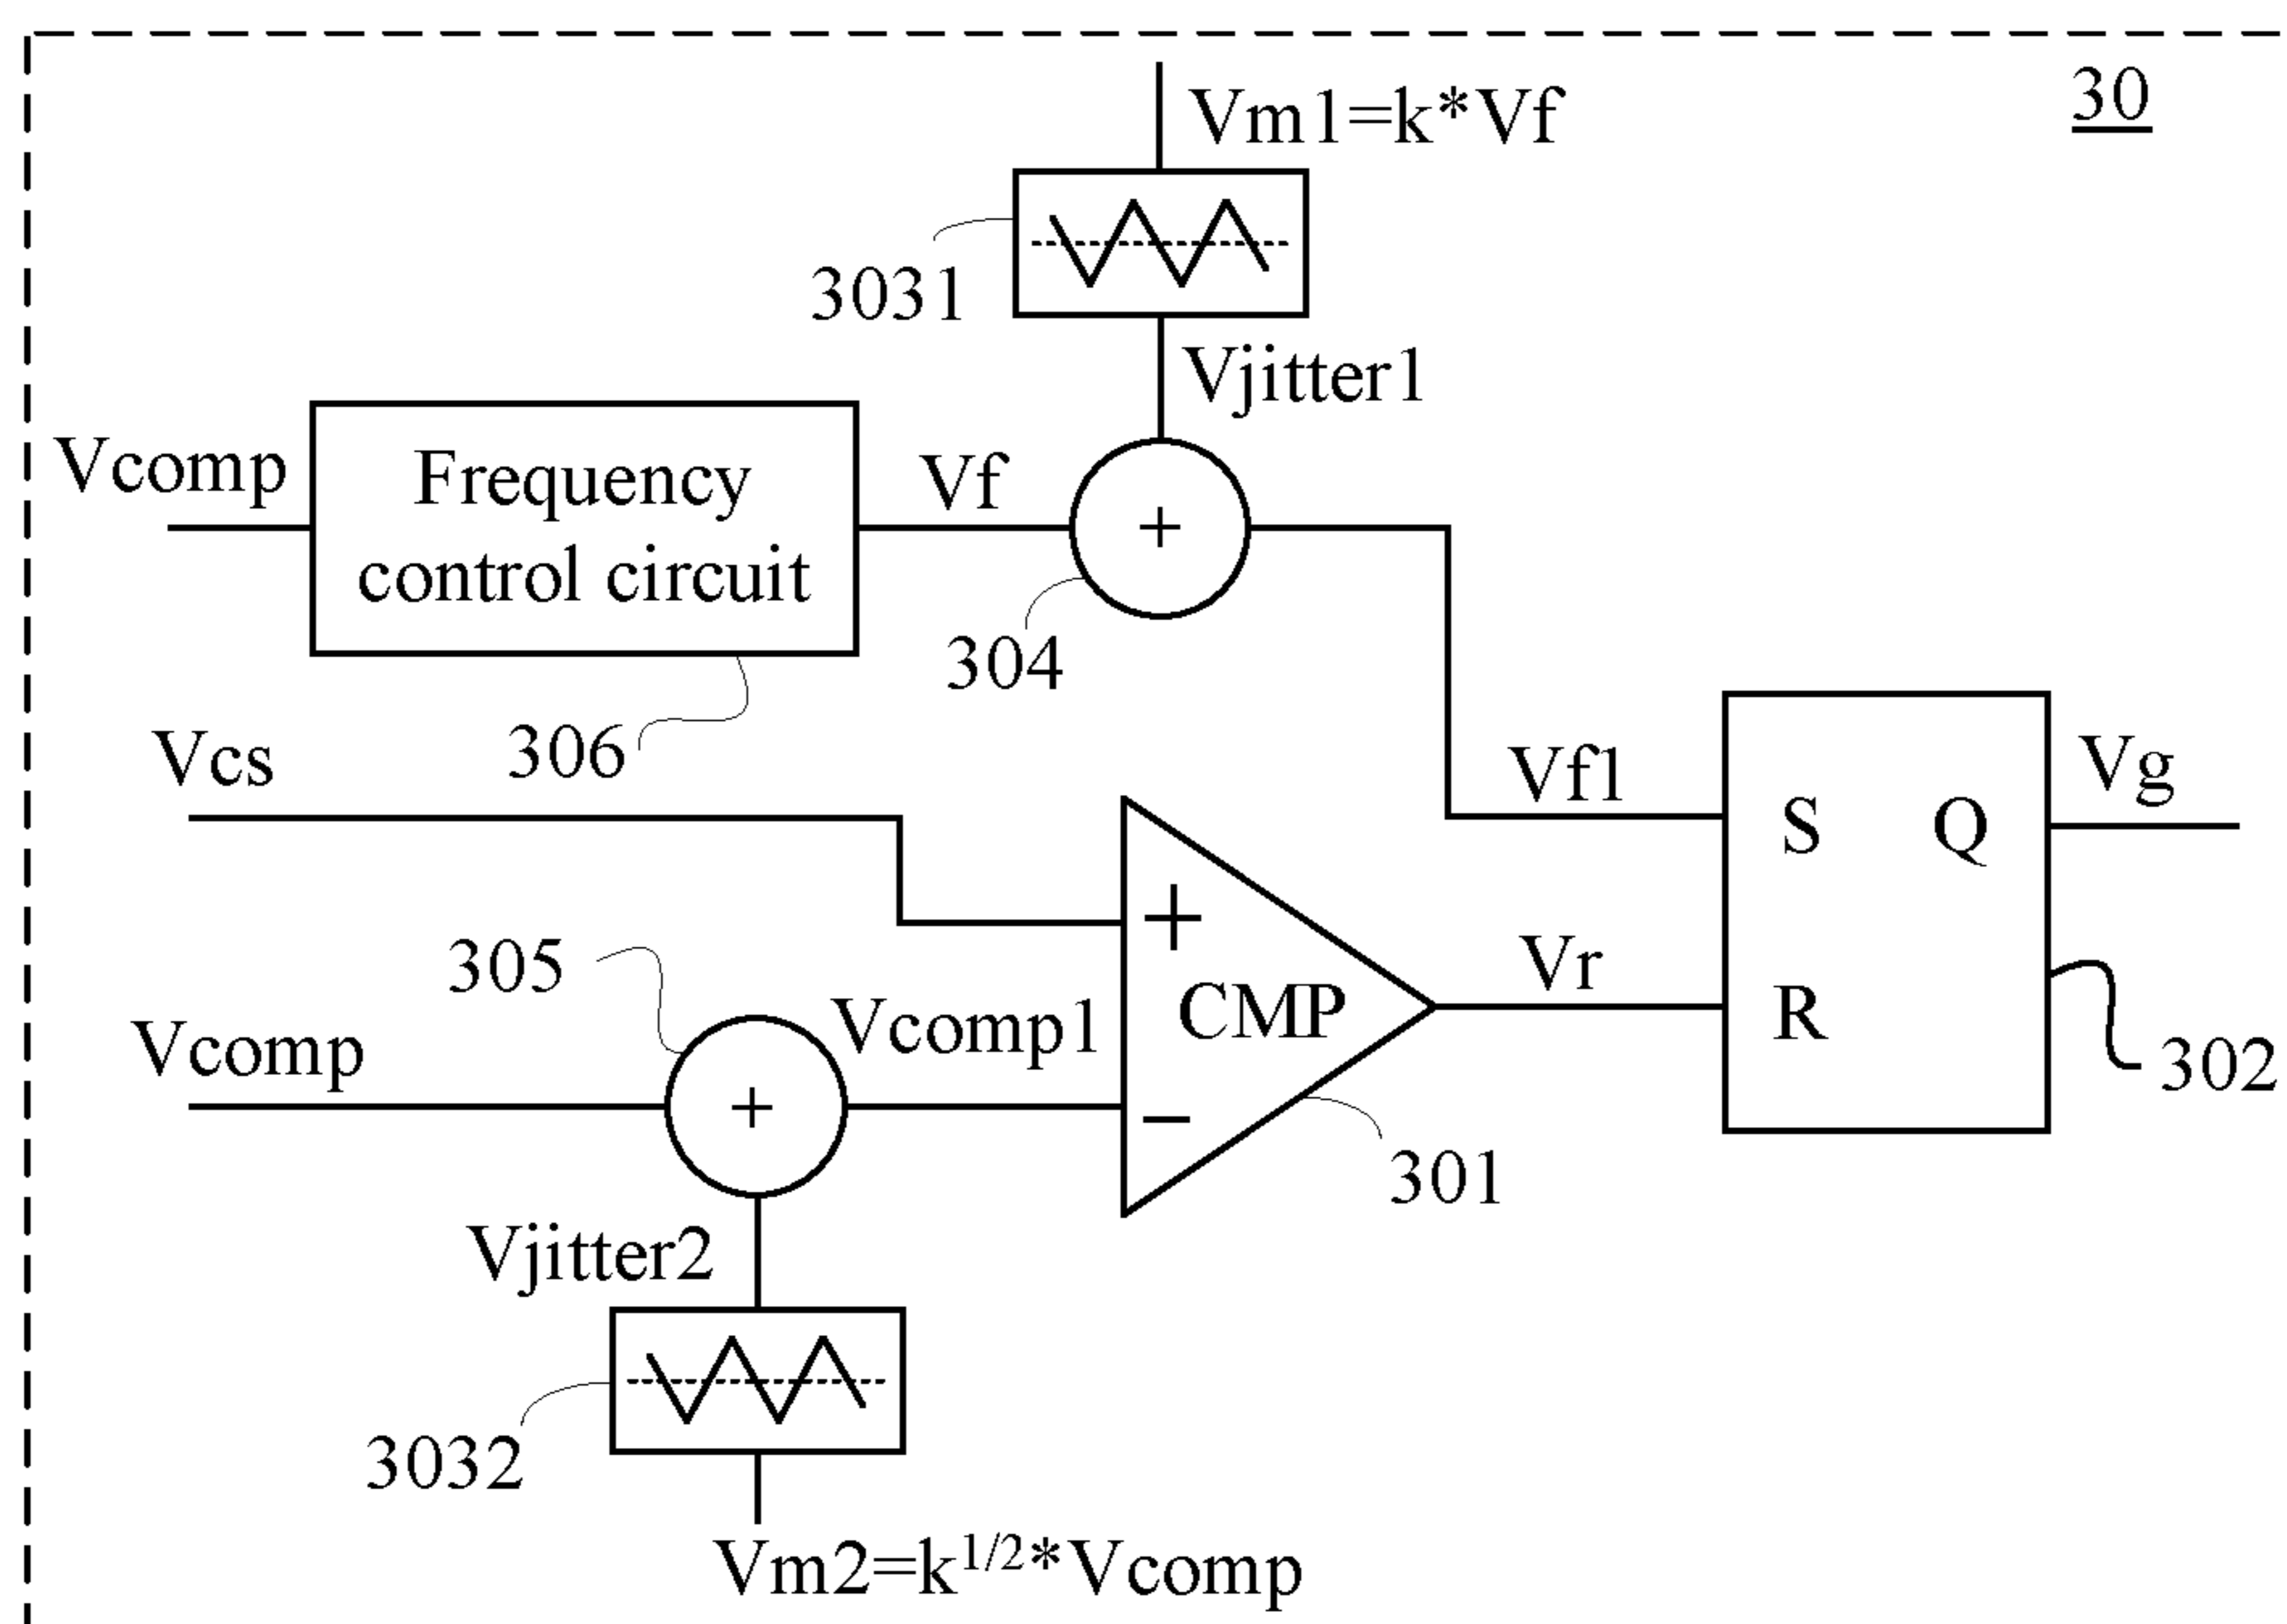 30
Vm1=k*Vf
3031
Vjitter1
Vcomp
Frequency
control circuit
Vf
+
304
306
Vcs
Vf1
S
Q
Vg
+
305
Vcomp
+
Vcomp1
CMP
−
Vr
R
302
301
Vjitter2
3032
Vm2=k^{1/2}*Vcomp